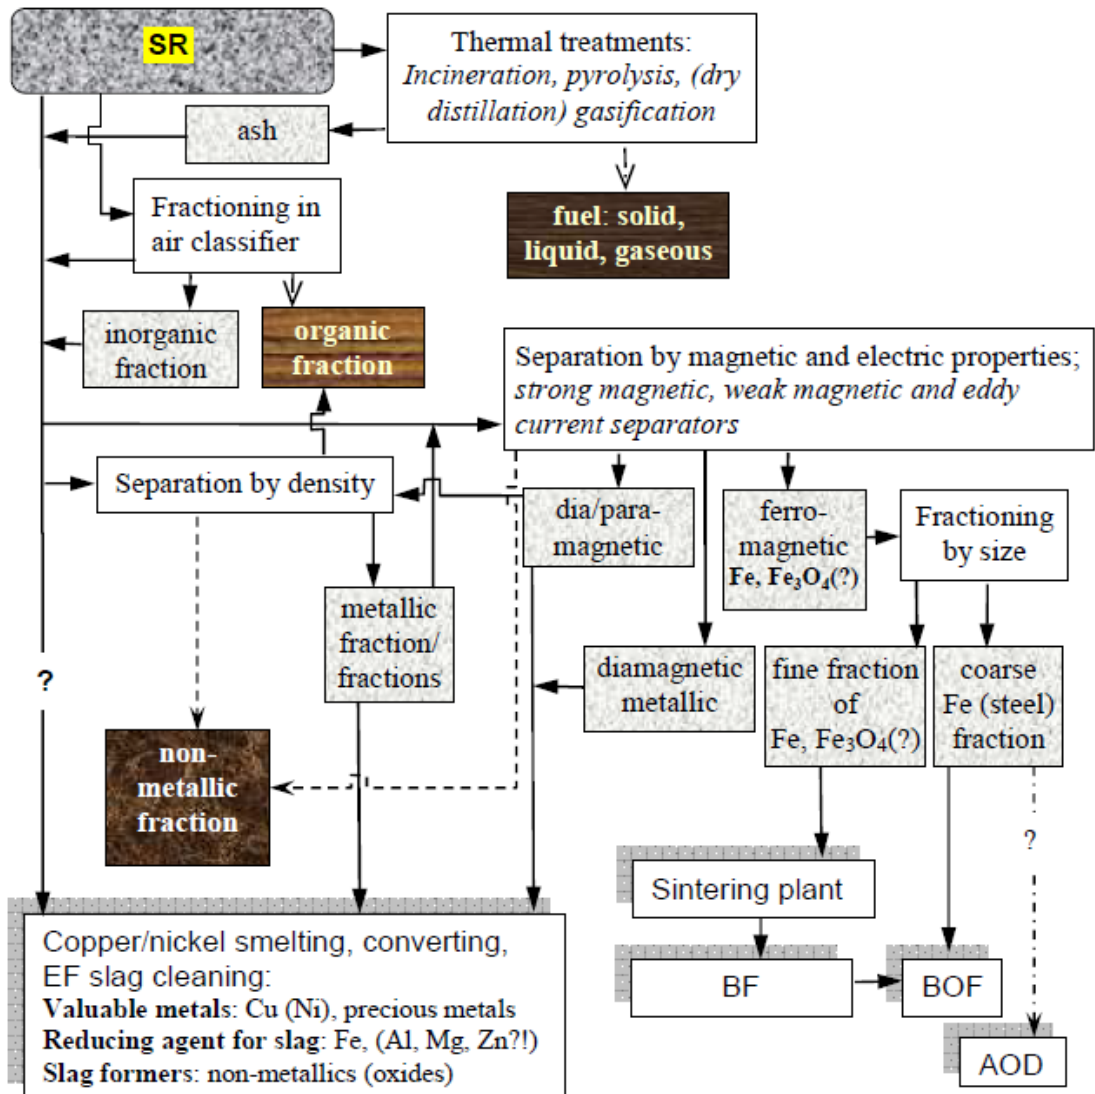 SR
Thermal treatments:
Incineration, pyrolysis, (dry
distillation) gasification
ash
Fractioning in
air classifier
fuel: solid,
liquid, gaseous
inorganic
fraction
organic
fraction
Separation by magnetic and electric properties;
strong magnetic, weak magnetic and eddy
current separators
Separation by density
dia/para-
magnetic
ferro-
magnetic
Fe, Fe₃O₄(?)
Fractioning
by size
metallic
fraction/
fractions
?
diamagnetic
metallic
fine fraction
of
Fe, Fe₃O₄(?)
coarse
Fe (steel)
fraction
non-
metallic
fraction
?
Sintering plant
BF
BOF
AOD
Copper/nickel smelting, converting,
EF slag cleaning:
Valuable metals: Cu (Ni), precious metals
Reducing agent for slag: Fe, (Al, Mg, Zn?!)
Slag formers: non-metallics (oxides)